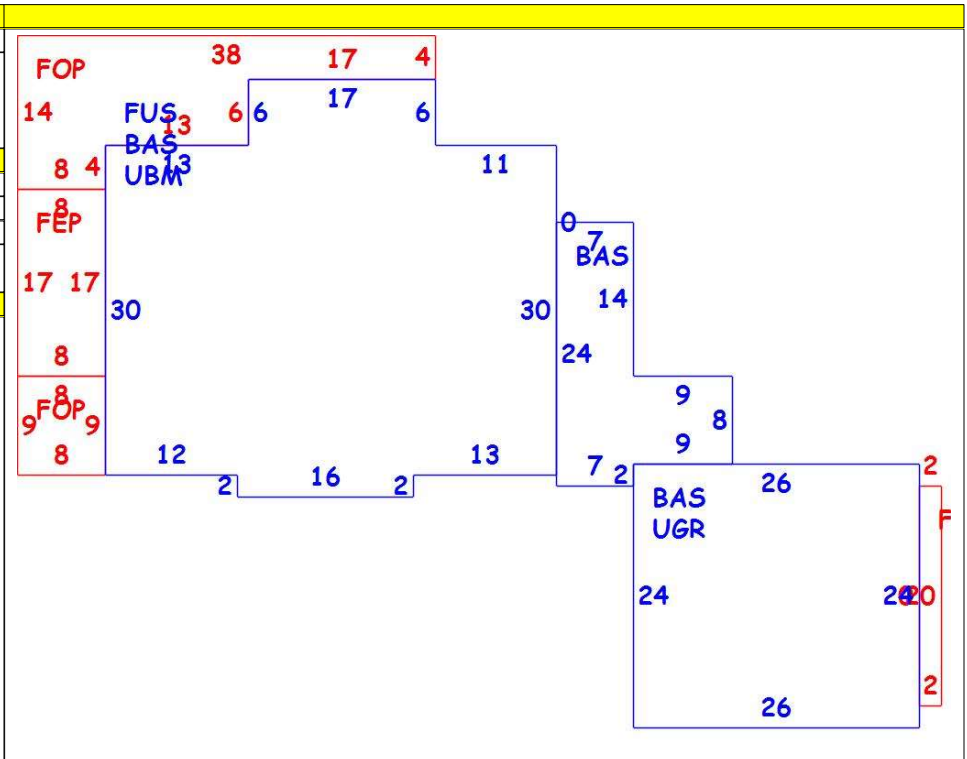 38 17 4
FOP
17
14 FUS 13 6 6 6
BAS
8 4 UBM 13 11
8
FEP 0
7
BAS
17 17 14
30 30
8 24
8 9
FOP 8
9 9
8 12 13 9
2 16 2 7 2 2
26
BAS F
UGR
24 24 20
2
26